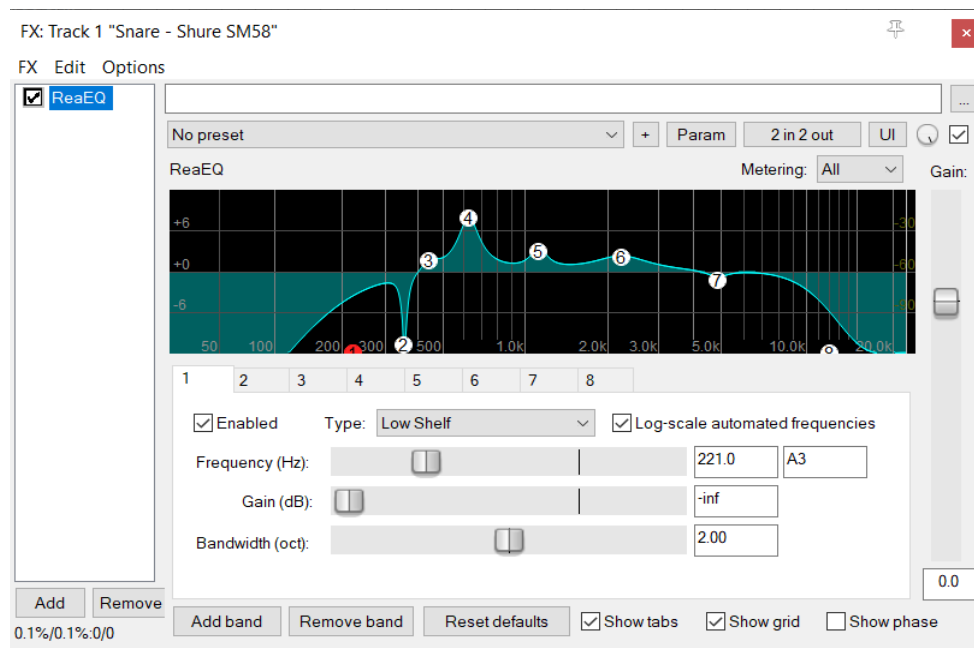 FX: Track 1 "Snare - Shure SM58"
FX Edit Options
ReaEQ
...
No preset + Param 2 in 2 out UI
ReaEQ Metering: All Gain:
+6 -30
+0 -60
-6 -90
4
3 5 6
7
1 2 8
50 100 200 300 500 1.0k 2.0k 3.0k 5.0k 10.0k 20.0k
1 2 3 4 5 6 7 8
Enabled Type: Low Shelf Log-scale automated frequencies
Frequency (Hz): 221.0 A3
Gain (dB): -inf
Bandwidth (oct): 2.00
0.0
Add Remove
Add band Remove band Reset defaults Show tabs Show grid Show phase
0.1%/0.1%:0/0